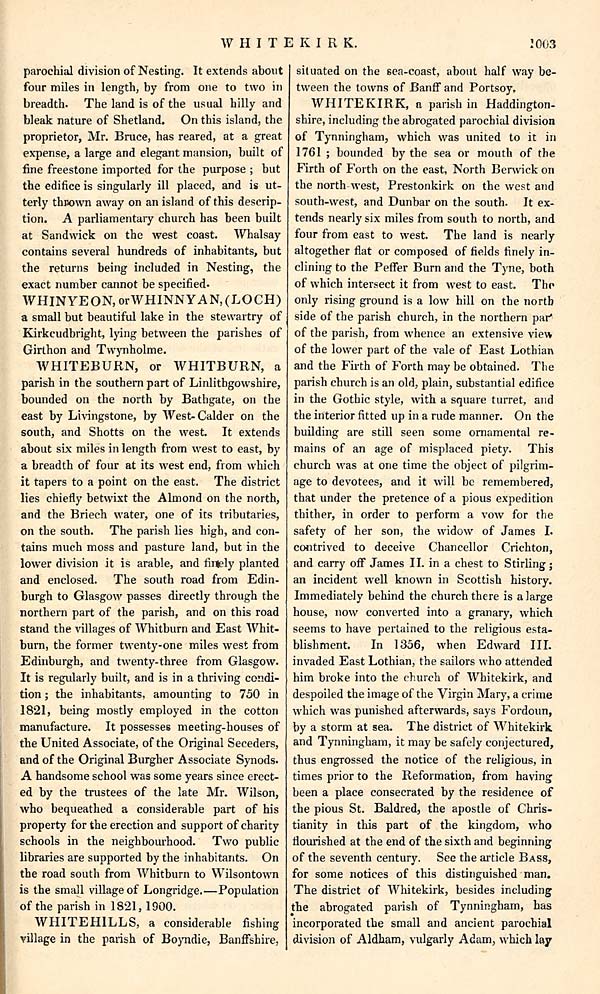 WHITEKIRK.
1003
parochial division of Nesting. It extends about
four miles in length, by from one to two in
breadth. The land is of the usual hilly and
bleak nature of Shetland. On this island, the
proprietor, Mr. Bruce, has reared, at a great
expense, a large and elegant mansion, built of
fine freestone imported for the purpose; but
the edifice is singularly ill placed, and is ut-
terly thrown away on an island of this descrip-
tion. A parliamentary church has been built
at Sandwick on the west coast. Whalsay
contains several hundreds of inhabitants, but
the returns being included in Nesting, the
exact number cannot be specified.
WHINYEON, or WHINNYAN, (LOCH)
a small but beautiful lake in the stewartry of
Kirkcudbright, lying between the parishes of
Girthon and Twynholme.
WHITEBURN, or WHITBURN, a
parish in the southern part of Linlithgowshire,
bounded on the north by Bathgate, on the
east by Livingstone, by West-Calder on the
south, and Shotts on the west. It extends
about six miles in length from west to east, by
a breadth of four at its west end, from which
it tapers to a point on the east. The district
lies chiefly betwixt the Almond on the north,
and the Briech water, one of its tributaries,
on the south. The parish lies high, and con-
tains much moss and pasture land, but in the
lower division it is arable, and finely planted
and enclosed. The south road from Edin-
burgh to Glasgow passes directly through the
northern part of the parish, and on this road
stand the villages of Whitburn and East Whit-
burn, the former twenty-one miles west from
Edinburgh, and twenty-three from Glasgow.
It is regularly built, and is in a thriving condi-
tion; the inhabitants, amounting to 750 in
1821, being mostly employed in the cotton
manufacture. It possesses meeting-houses of
the United Associate, of the Original Seceders,
and of the Original Burgher Associate Synods.
A handsome school was some years since erect-
ed by the trustees of the late Mr. Wilson,
who bequeathed a considerable part of his
property for the erection and support of charity
schools in the neighbourhood. Two public
libraries are supported by the inhabitants. On
the road south from Whitburn to Wilsontown
is the small village of Longridge.—Population
of the parish in 1821, 1900.
WHITEHILLS, a considerable fishing
village in the parish of Boyndie, Banffshire,
situated on the sea-coast, about half way be-
tween the towns of Banff and Portsoy.
WHITEKIRK, a parish in Haddington-
shire, including the abrogated parochial division
of Tynningham, which was united to it in
1761; bounded by the sea or mouth of the
Firth of Forth on the east, North Berwick on
the north-west, Prestonkirk on the west and
south-west, and Dunbar on the south. It ex-
tends nearly six miles from south to north, and
four from east to west. The land is nearly
altogether flat or composed of fields finely in-
clining to the Peffer Burn and the Tyne, both
of which intersect it from west to east. The
only rising ground is a low hill on the north
side of the parish church, in the northern part
of the parish, from whence an extensive view
of the lower part of the vale of East Lothian
and the Firth of Forth may be obtained. The
parish church is an old, plain, substantial edifice
in the Gothic style, with a square turret, and
the interior fitted up in a rude manner. On the
building are still seen some ornamental re-
mains of an age of misplaced piety. This
church was at one time the object of pilgrim-
age to devotees, and it will be remembered,
that under the pretence of a pious expedition
thither, in order to perform a vow for the
safety of her son, the widow of James I.
contrived to deceive Chancellor Crichton,
and carry off James II. in a chest to Stirling;
an incident well known in Scottish history.
Immediately behind the church there is a large
house, now converted into a granary, which
seems to have pertained to the religious esta-
blishment. In 1356, when Edward III.
invaded East Lothian, the sailors who attended
him broke into the church of Whitekirk, and
despoiled the image of the Virgin Mary, a crime
which was punished afterwards, says Fordoun,
by a storm at sea. The district of Whitekirk
and Tynningham, it may be safely conjectured,
thus engrossed the notice of the religious, in
times prior to the Reformation, from having
been a place consecrated by the residence of
the pious St. Baldred, the apostle of Chris-
tianity in this part of the kingdom, who
flourished at the end of the sixth and beginning
of the seventh century. See the article BASS,
for some notices of this distinguished man.
The district of Whitekirk, besides including
the abrogated parish of Tynningham, has
incorporated the small and ancient parochial
division of Aldham, vulgarly Adam, which lay